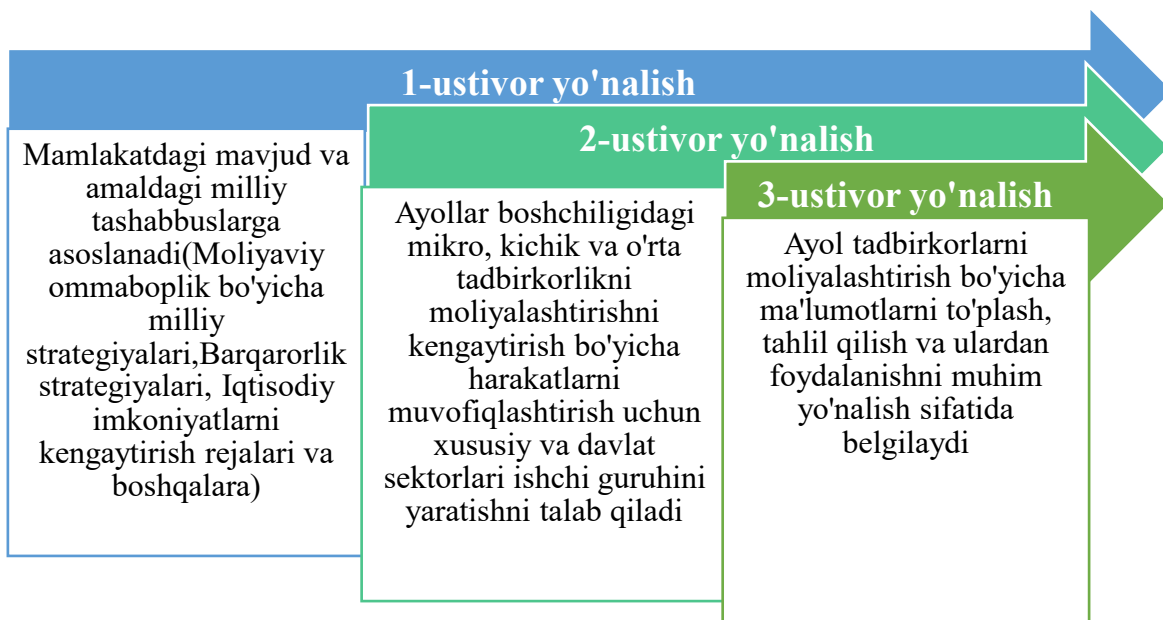 1-ustivor yo'nalish
Mamlakatdagi mavjud va
amaldagi milliy
tashabbuslarga
asoslanadi(Moliyaviy
ommaboplik bo'yicha
milliy
strategiyalari,Barqarorlik
strategiyalari, Iqtisodiy
imkoniyatlarni
kengaytirish rejalari va
boshqalara)
2-ustivor yo'nalish
Ayollar boshchiligidagi
mikro, kichik va o'rta
tadbirkorlikni
moliyalashtirishni
kengaytirish bo'yicha
harakatlarni
muvofiqlashtirish uchun
xususiy va davlat
sektorlari ishchi guruhini
yaratishni talab qiladi
3-ustivor yo'nalish
Ayol tadbirkorlarni
moliyalashtirish bo'yicha
ma'lumotlarni to'plash,
tahlil qilish va ulardan
foydalanishni muhim
yo'nalish sifatida
belgilaydi